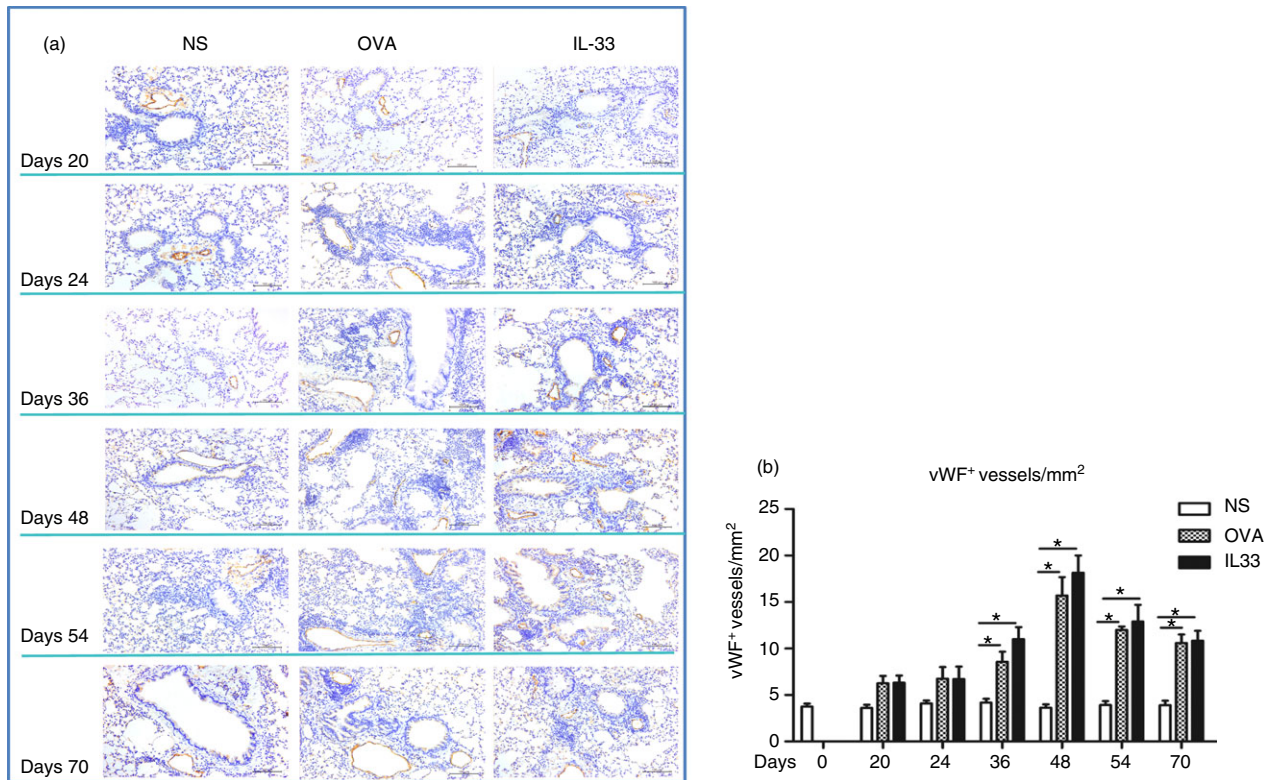 (a) NS OVA IL-33
Days 20
Days 24
Days 36
Days 48
Days 54
Days 70
(b)
vWF⁺ vessels/mm²
NS
OVA
IL33
vWF⁺ vessels/mm²
25
20
15
10
5
0
* * * * * * * *
Days 0 20 24 36 48 54 70